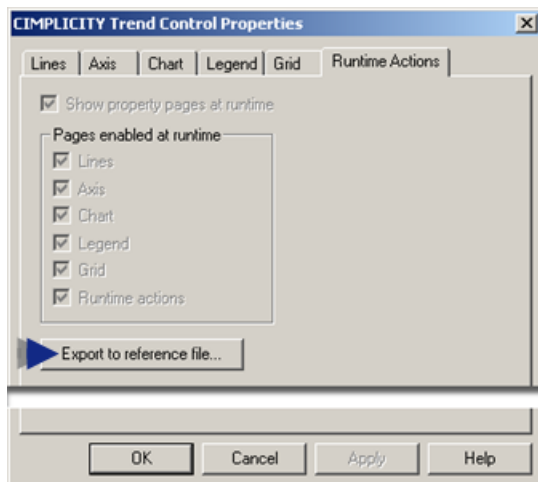 CIMPLICITY Trend Control Properties
Lines Axis Chart Legend Grid Runtime Actions
Show property pages at runtime
Pages enabled at runtime
Lines
Axis
Chart
Legend
Grid
Runtime actions
Export to reference file...
OK Cancel Apply Help